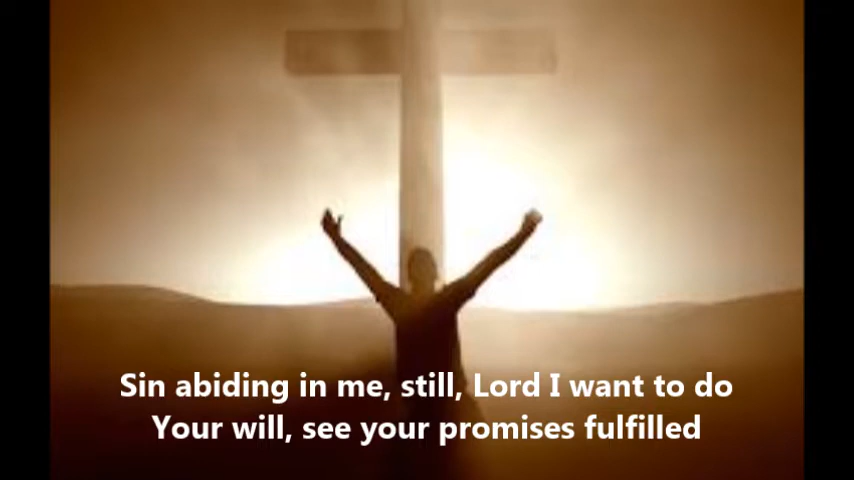 Sin abiding in me, still, Lord I want to do
Your will, see your promises fulfilled